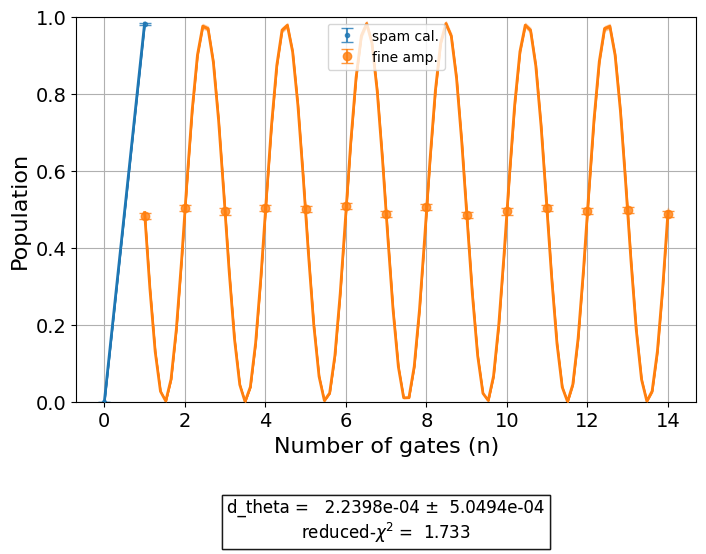 1.0
0.8
0.6
0.4
0.2
0.0
Population
spam cal.
fine amp.
0 2 4 6 8 10 12 14
Number of gates (n)
d_theta = 2.2398e-04 ± 5.0494e-04
reduced-χ² = 1.733